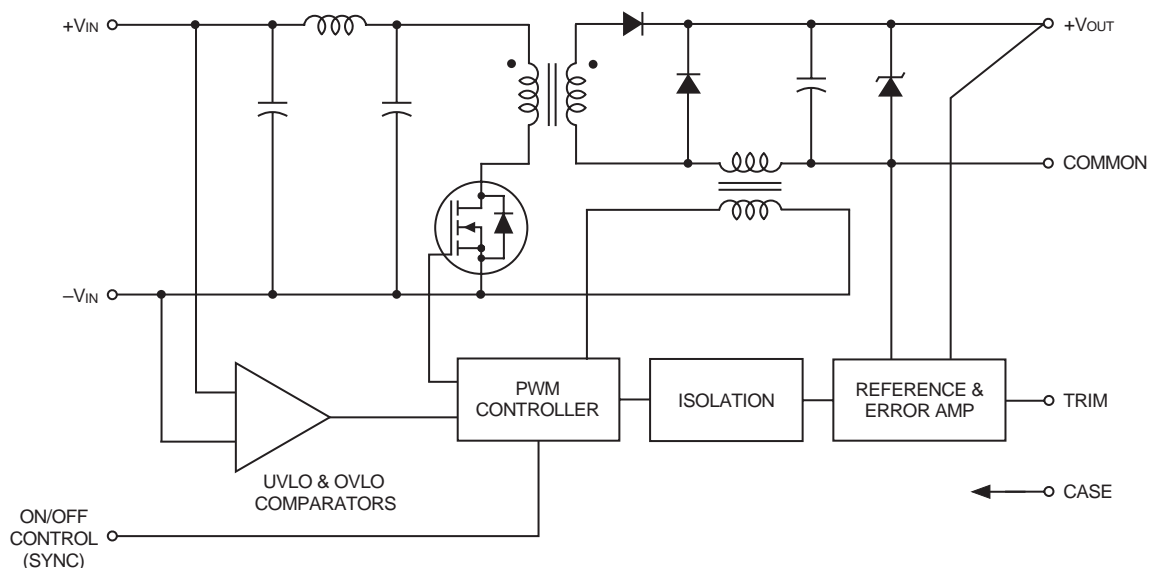 +VIN
+VOUT
COMMON
–VIN
PWM
CONTROLLER
ISOLATION
REFERENCE &
ERROR AMP
TRIM
UVLO & OVLO
COMPARATORS
CASE
ON/OFF
CONTROL
(SYNC)